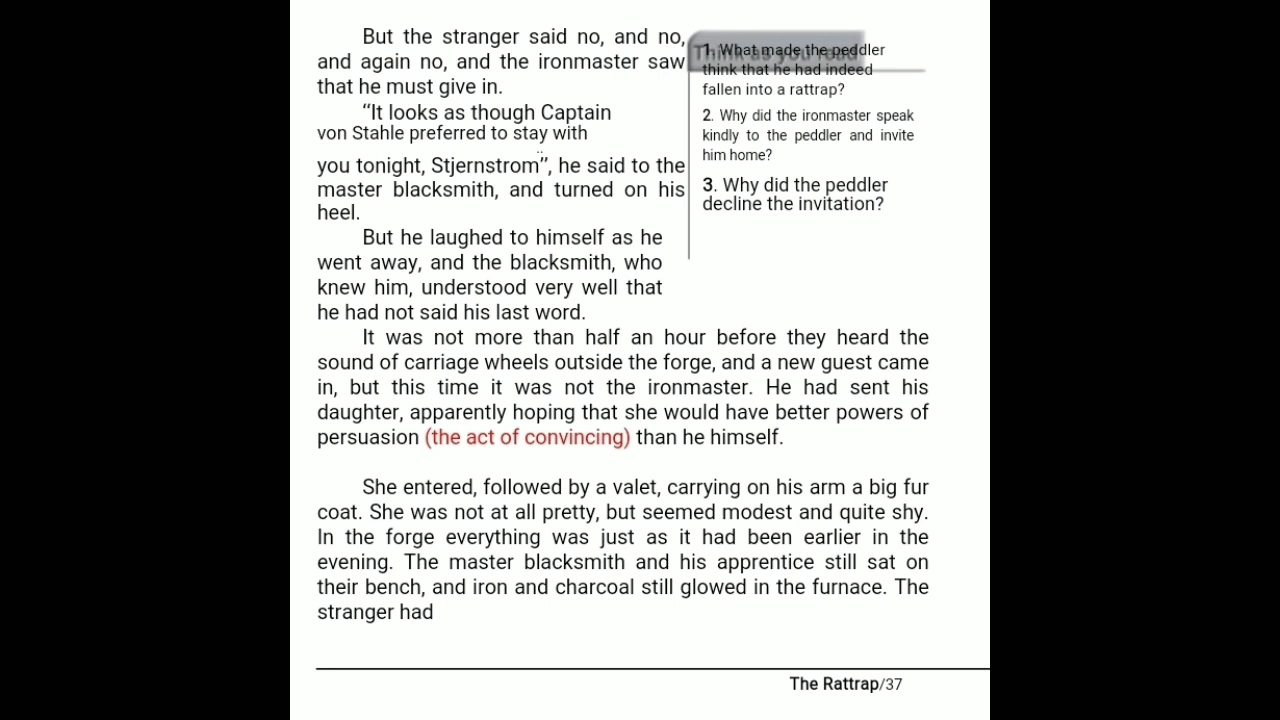 But the stranger said no, and no,
and again no, and the ironmaster saw
that he must give in.
“It looks as though Captain
von Stahle preferred to stay with
you tonight, Stjernstrom”, he said to the
master blacksmith, and turned on his
heel.
But he laughed to himself as he
went away, and the blacksmith, who
knew him, understood very well that
he had not said his last word.
Think as you read
1. What made the peddler
think that he had indeed
fallen into a rattrap?
2. Why did the ironmaster speak
kindly to the peddler and invite
him home?
3. Why did the peddler
decline the invitation?
It was not more than half an hour before they heard the
sound of carriage wheels outside the forge, and a new guest came
in, but this time it was not the ironmaster. He had sent his
daughter, apparently hoping that she would have better powers of
persuasion (the act of convincing) than he himself.
She entered, followed by a valet, carrying on his arm a big fur
coat. She was not at all pretty, but seemed modest and quite shy.
In the forge everything was just as it had been earlier in the
evening. The master blacksmith and his apprentice still sat on
their bench, and iron and charcoal still glowed in the furnace. The
stranger had
The Rattrap/37